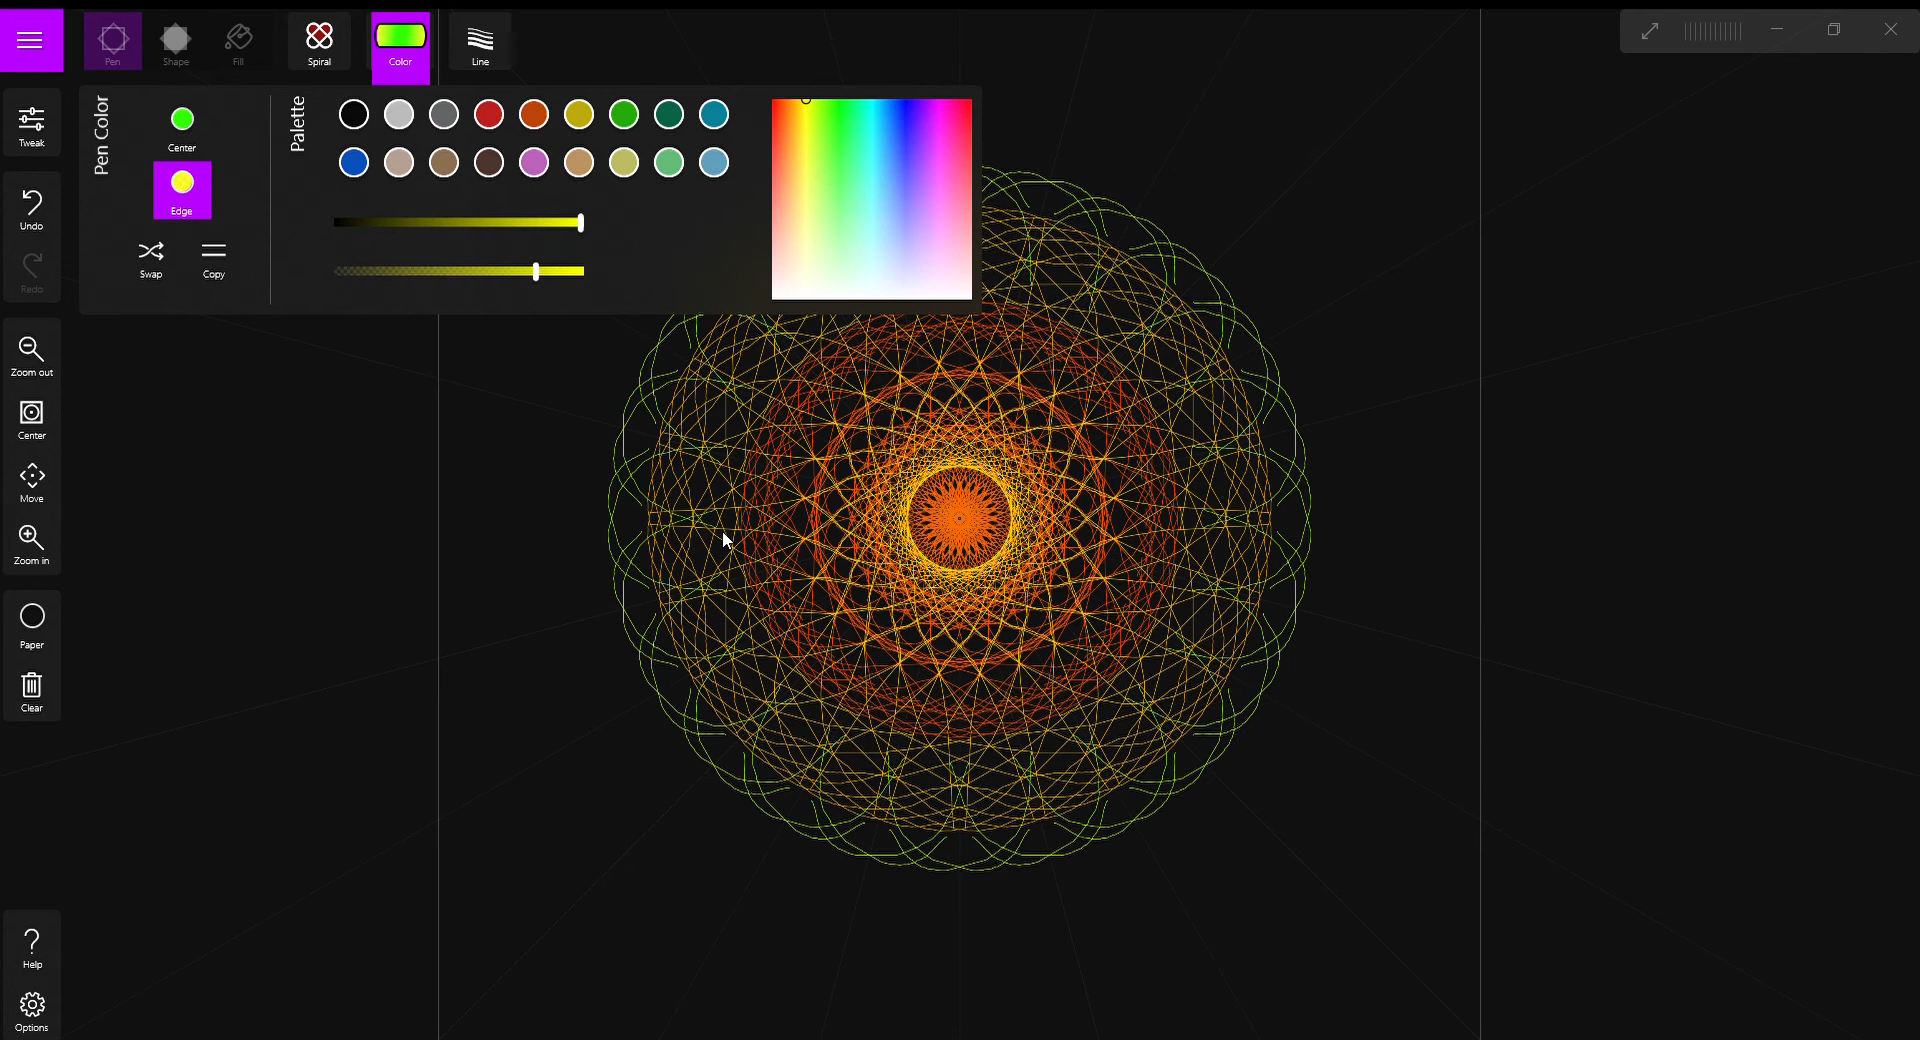 Pen
Shape
Fill
Spiral
Color
Line
Tweak
Undo
Redo
Zoom out
Center
Move
Zoom in
Paper
Clear
Help
Options
Pen Color
Center
Edge
Swap
Copy
Palette